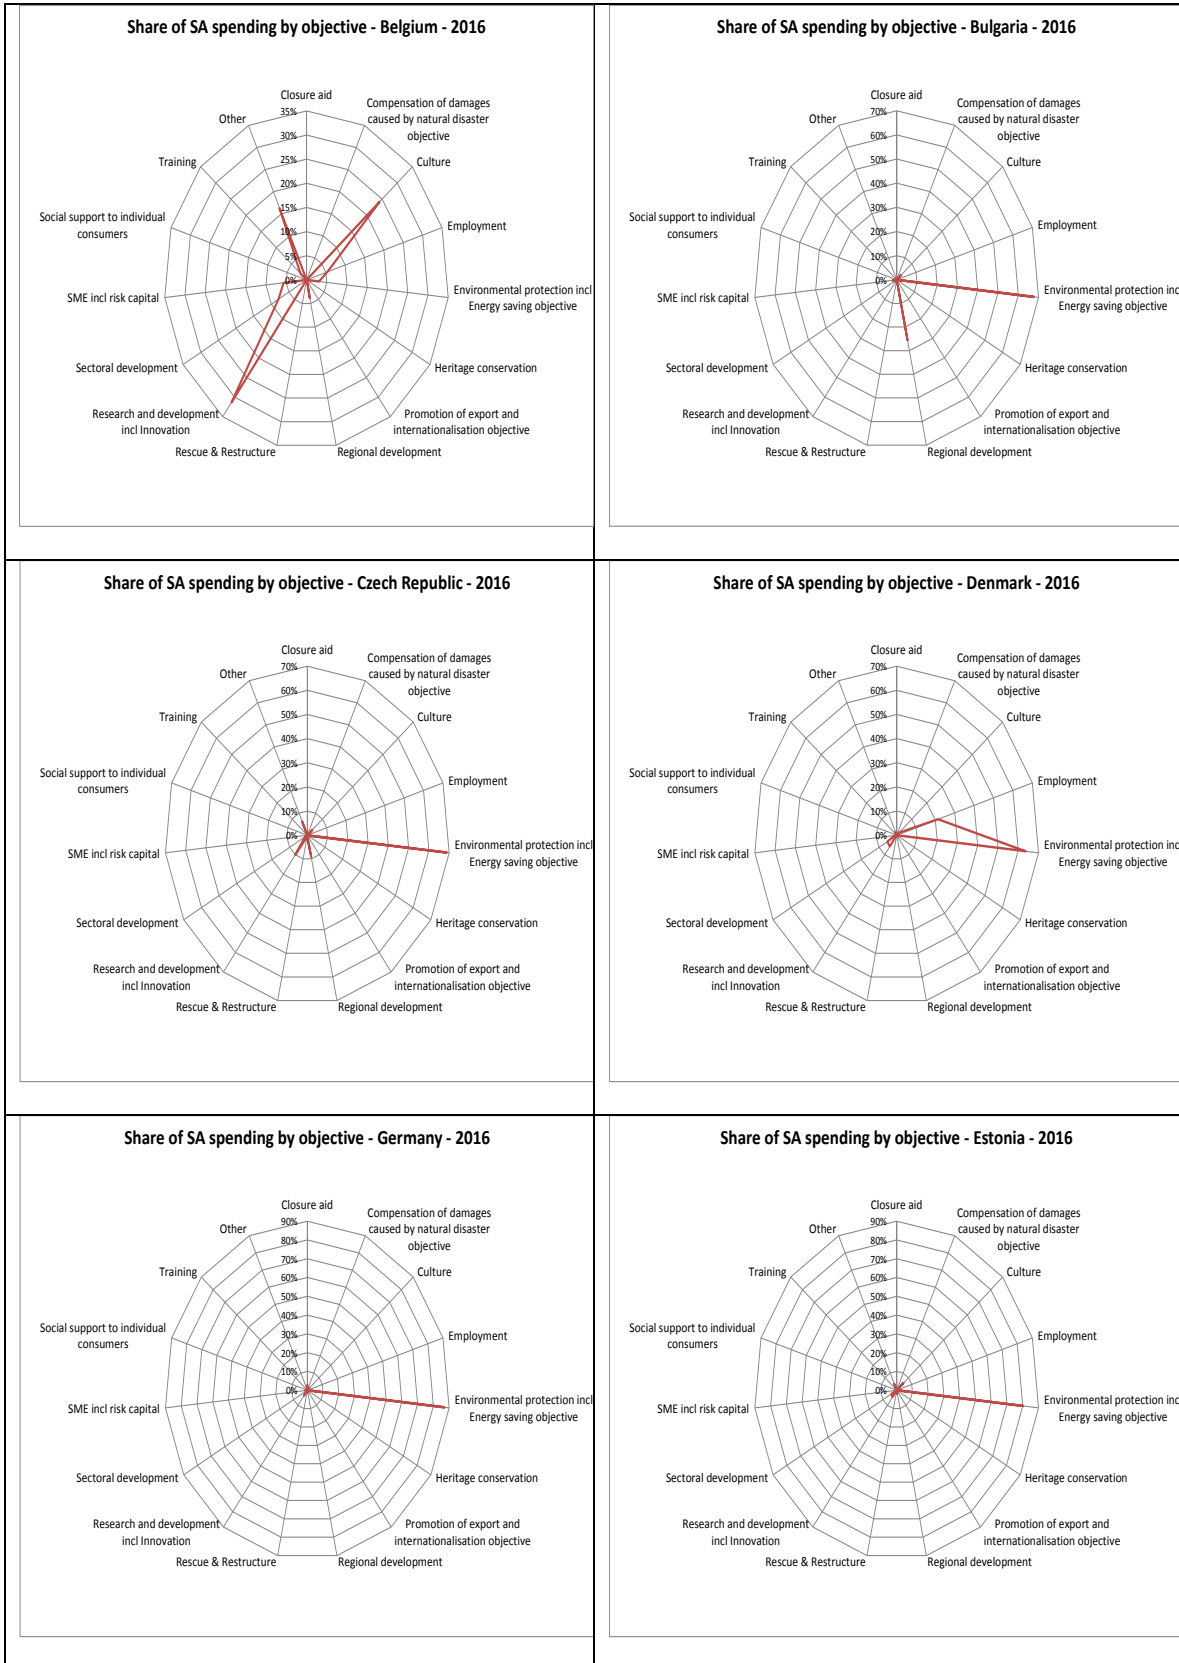 Share of SA spending by objective - Belgium - 2016
Closure aid
35%
30%
25%
20%
15%
10%
5%
0%
Compensation of damages
caused by natural disaster
objective
Culture
Employment
Environmental protection incl
Energy saving objective
Heritage conservation
Promotion of export and
internationalisation objective
Regional development
Rescue & Restructure
Research and development
incl Innovation
Sectoral development
SME incl risk capital
Social support to individual
consumers
Training
Other
Share of SA spending by objective - Bulgaria - 2016
Closure aid
70%
60%
50%
40%
30%
20%
10%
0%
Compensation of damages
caused by natural disaster
objective
Culture
Employment
Environmental protection incl
Energy saving objective
Heritage conservation
Promotion of export and
internationalisation objective
Regional development
Rescue & Restructure
Research and development
incl Innovation
Sectoral development
SME incl risk capital
Social support to individual
consumers
Training
Other
Share of SA spending by objective - Czech Republic - 2016
Closure aid
70%
60%
50%
40%
30%
20%
10%
0%
Compensation of damages
caused by natural disaster
objective
Culture
Employment
Environmental protection incl
Energy saving objective
Heritage conservation
Promotion of export and
internationalisation objective
Regional development
Rescue & Restructure
Research and development
incl Innovation
Sectoral development
SME incl risk capital
Social support to individual
consumers
Training
Other
Share of SA spending by objective - Denmark - 2016
Closure aid
70%
60%
50%
40%
30%
20%
10%
0%
Compensation of damages
caused by natural disaster
objective
Culture
Employment
Environmental protection incl
Energy saving objective
Heritage conservation
Promotion of export and
internationalisation objective
Regional development
Rescue & Restructure
Research and development
incl Innovation
Sectoral development
SME incl risk capital
Social support to individual
consumers
Training
Other
Share of SA spending by objective - Germany - 2016
Closure aid
90%
80%
70%
60%
50%
40%
30%
20%
10%
0%
Compensation of damages
caused by natural disaster
objective
Culture
Employment
Environmental protection incl
Energy saving objective
Heritage conservation
Promotion of export and
internationalisation objective
Regional development
Rescue & Restructure
Research and development
incl Innovation
Sectoral development
SME incl risk capital
Social support to individual
consumers
Training
Other
Share of SA spending by objective - Estonia - 2016
Closure aid
90%
80%
70%
60%
50%
40%
30%
20%
10%
0%
Compensation of damages
caused by natural disaster
objective
Culture
Employment
Environmental protection incl
Energy saving objective
Heritage conservation
Promotion of export and
internationalisation objective
Regional development
Rescue & Restructure
Research and development
incl Innovation
Sectoral development
SME incl risk capital
Social support to individual
consumers
Training
Other